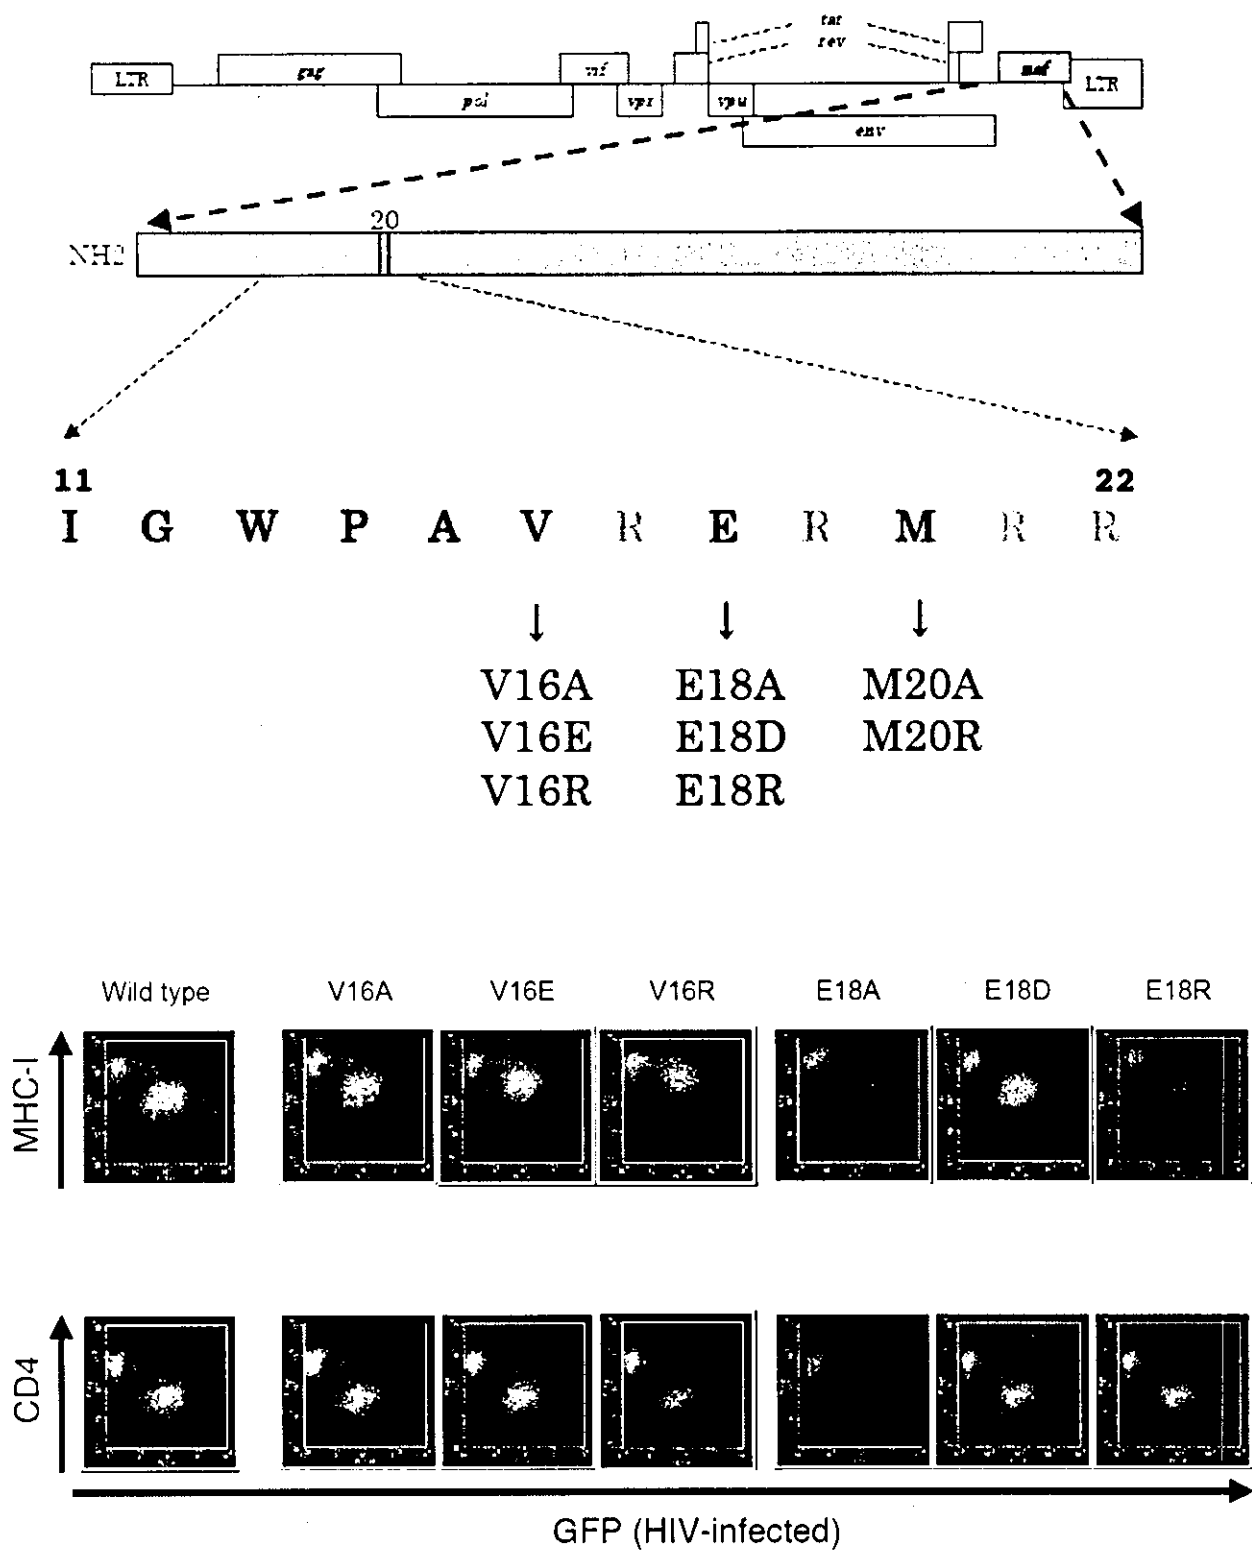 tat
rev
LTR gag vif nef LTR
pol vpr vpu
env
20
NH2
11 22
I G W P A V R E R M R R
↓ ↓ ↓
V16A E18A M20A
V16E E18D M20R
V16R E18R
Wild type V16A V16E V16R E18A E18D E18R
MHC-I
CD4
GFP (HIV-infected)